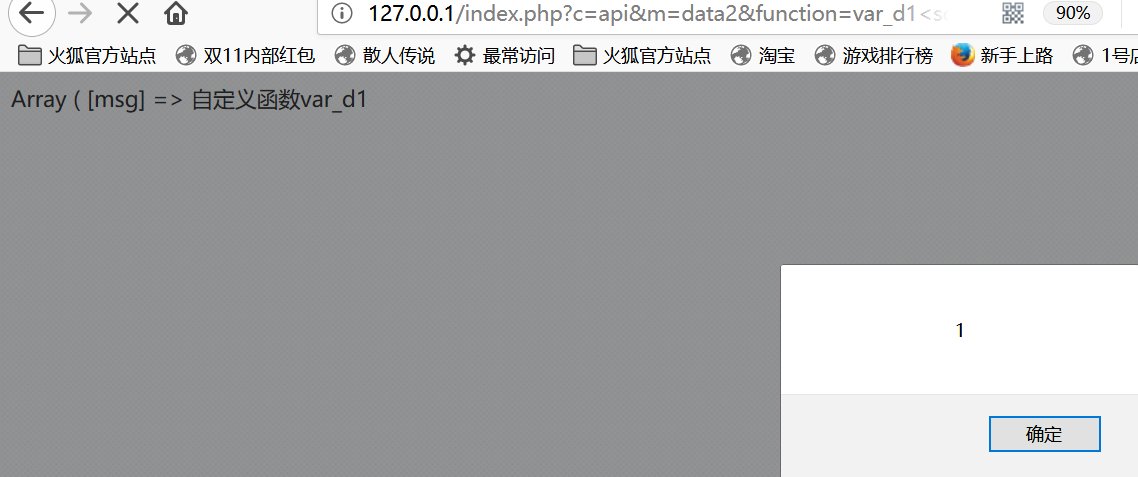 127.0.0.1/index.php?c=api&m=data2&function=var_d1<s
90%
火狐官方站点 双11内部红包 散人传说 最常访问 火狐官方站点 淘宝 游戏排行榜 新手上路 1号店
Array ( [msg] => 自定义函数var_d1
1
确定